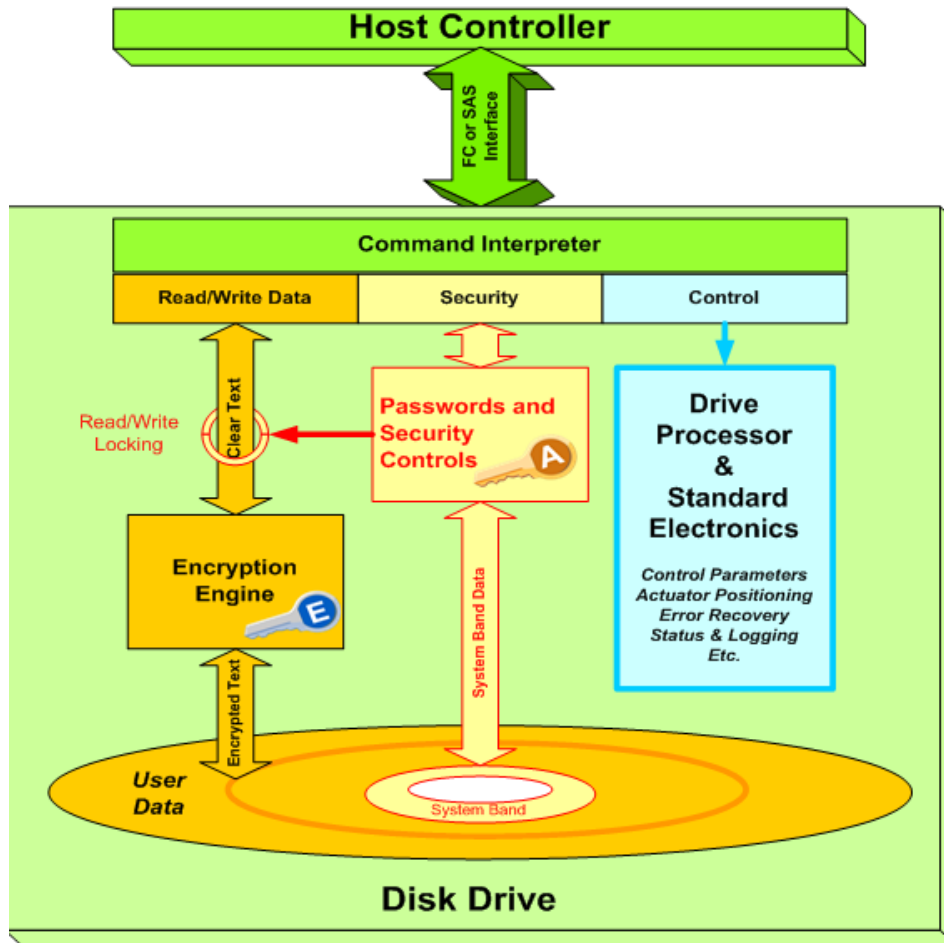 Host Controller
FC or SAS
Interface
Command Interpreter
Read/Write Data
Security
Control
Clear Text
Read/Write
Locking
Passwords and
Security
Controls
A
Drive
Processor
&
Standard
Electronics
Control Parameters
Actuator Positioning
Error Recovery
Status & Logging
Etc.
Encryption
Engine
E
Encrypted Text
System Band Data
User
Data
System Band
Disk Drive